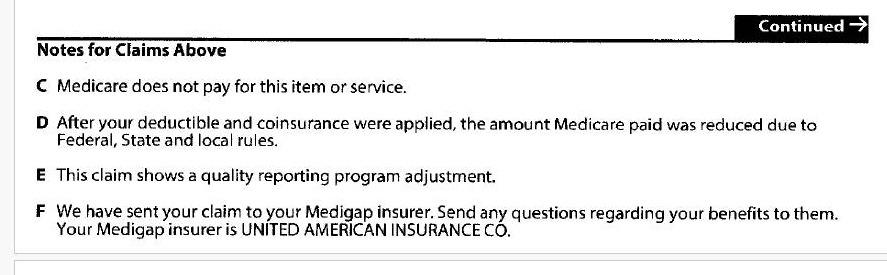 Continued →
Notes for Claims Above
C Medicare does not pay for this item or service.
D After your deductible and coinsurance were applied, the amount Medicare paid was reduced due to
Federal, State and local rules.
E This claim shows a quality reporting program adjustment.
F We have sent your claim to your Medigap insurer. Send any questions regarding your benefits to them.
Your Medigap insurer is UNITED AMERICAN INSURANCE CO.